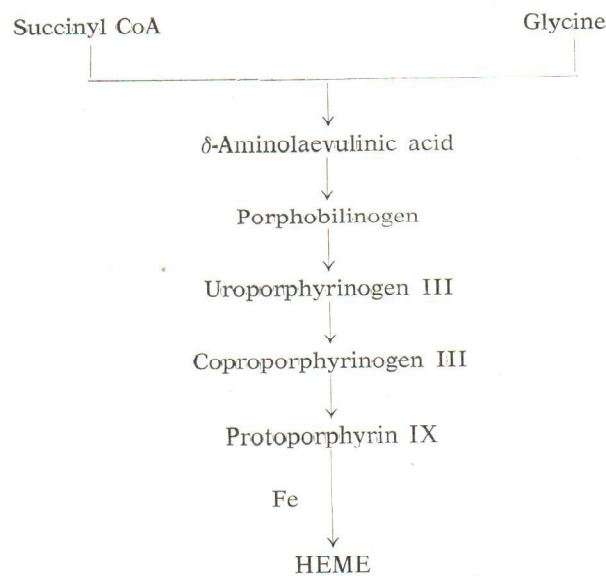 Succinyl CoA Glycine
δ-Aminolaevulinic acid
Porphobilinogen
Uroporphyrinogen III
Coproporphyrinogen III
Protoporphyrin IX
Fe
HEME